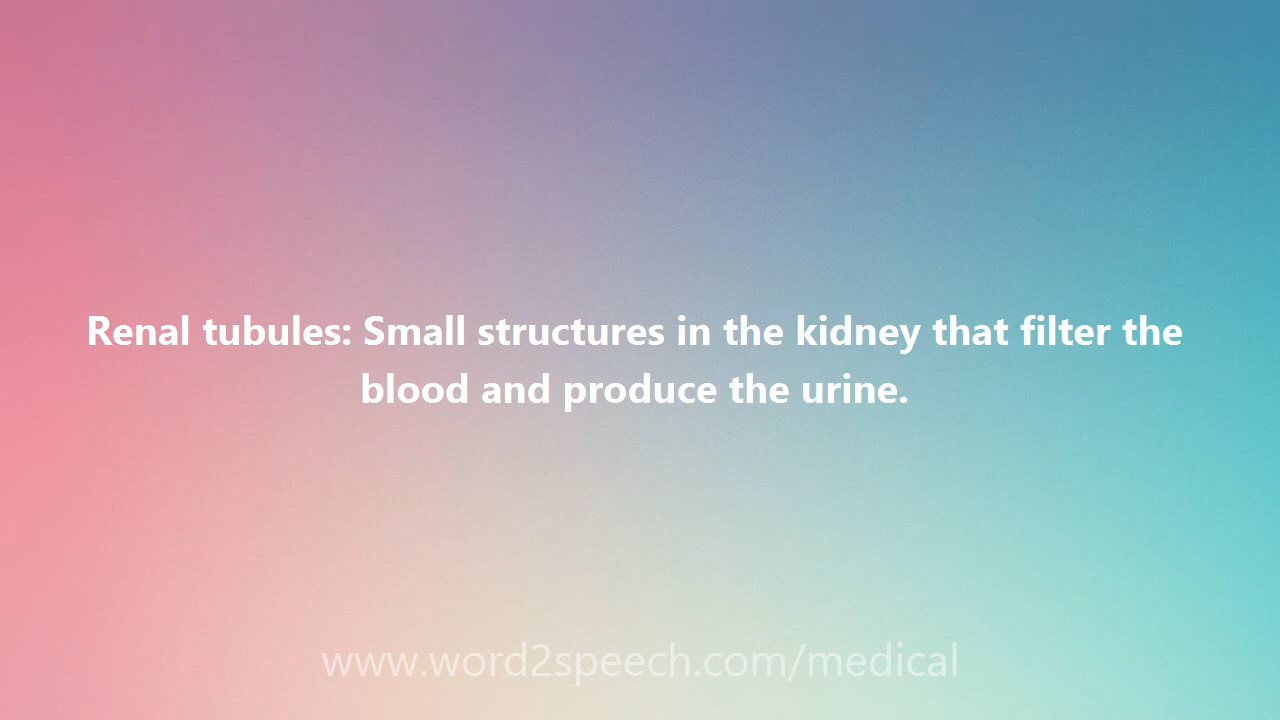 Renal tubules: Small structures in the kidney that filter the
blood and produce the urine.
www.word2speech.com/medical